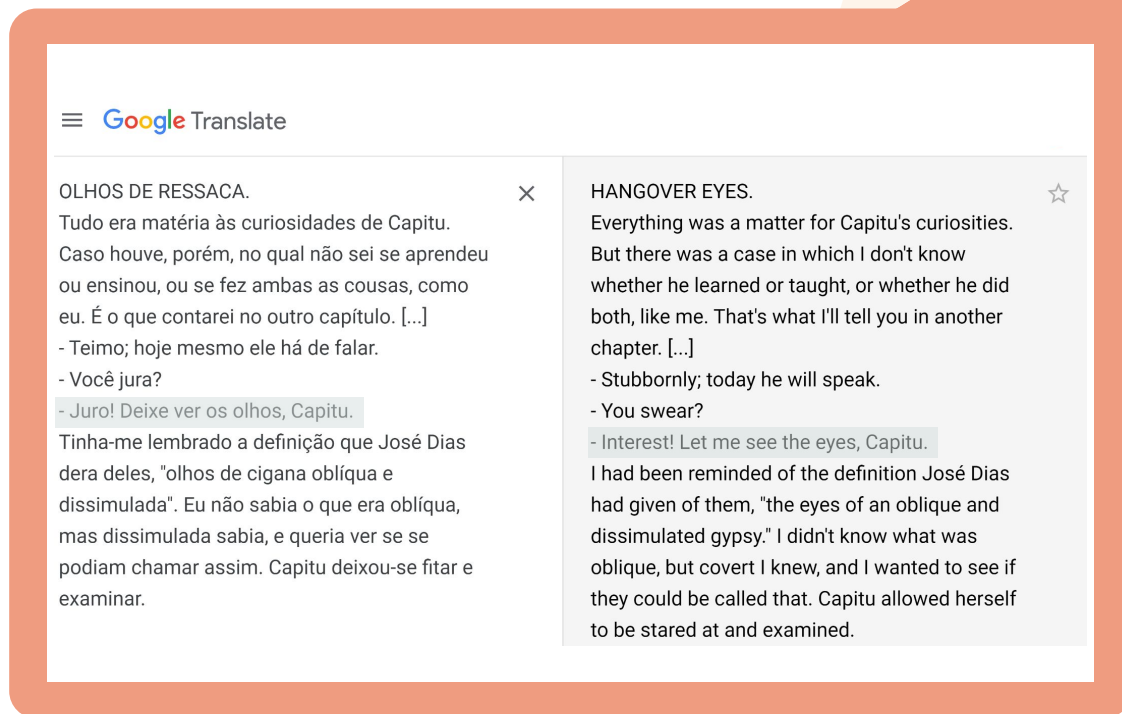 Google Translate
OLHOS DE RESSACA.
Tudo era matéria às curiosidades de Capitu.
Caso houve, porém, no qual não sei se aprendeu
ou ensinou, ou se fez ambas as cousas, como
eu. É o que contarei no outro capítulo. [...]
- Teimo; hoje mesmo ele há de falar.
- Você jura?
- Juro! Deixe ver os olhos, Capitu.
Tinha-me lembrado a definição que José Dias
dera deles, "olhos de cigana oblíqua e
dissimulada". Eu não sabia o que era oblíqua,
mas dissimulada sabia, e queria ver se se
podiam chamar assim. Capitu deixou-se fitar e
examinar.
HANGOVER EYES.
Everything was a matter for Capitu's curiosities.
But there was a case in which I don't know
whether he learned or taught, or whether he did
both, like me. That's what I'll tell you in another
chapter. [...]
- Stubbornly; today he will speak.
- You swear?
- Interest! Let me see the eyes, Capitu.
I had been reminded of the definition José Dias
had given of them, "the eyes of an oblique and
dissimulated gypsy." I didn't know what was
oblique, but covert I knew, and I wanted to see if
they could be called that. Capitu allowed herself
to be stared at and examined.